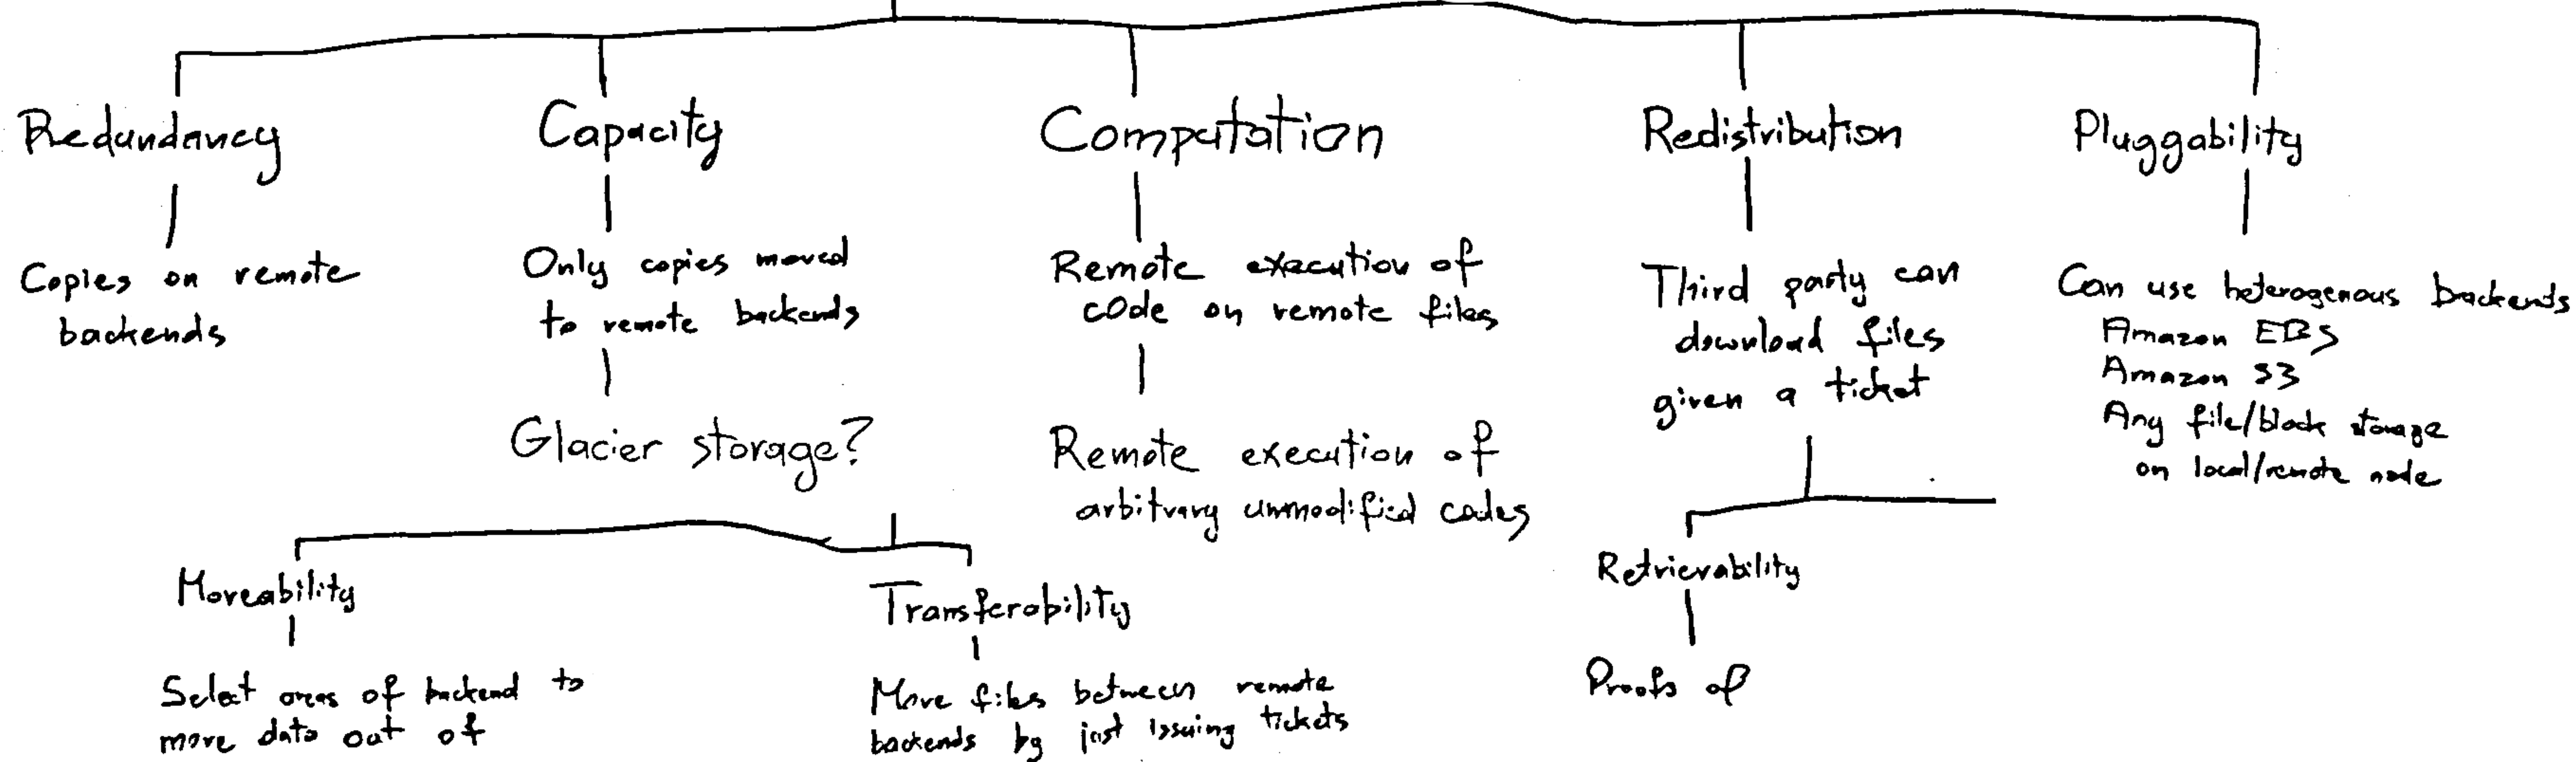 Redundancy
Copies on remote
backends
Capacity
Only copies moved
to remote backends
Glacier storage?
Computation
Remote execution of
code on remote files
Remote execution of
arbitrary unmodified codes
Redistribution
Third party can
download files
given a ticket
Pluggability
Can use heterogenous backends
Amazon EBS
Amazon S3
Any file/block storage
on local/remote node
Moveability
Select areas of backend to
move data out of
Transferability
Move files between remote
backends by just issuing tickets
Retrievability
Proofs of